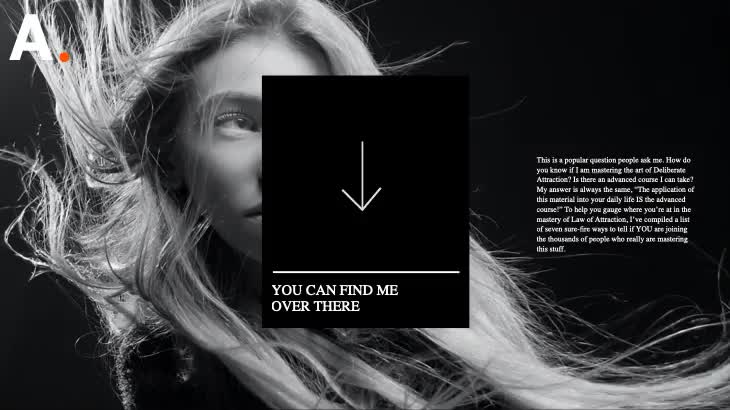 A.
YOU CAN FIND ME
OVER THERE
This is a popular question people ask me. How do
you know if I am mastering the art of Deliberate
Attraction? Is there an advanced course I can take?
My answer is always the same, “The application of
this material into your daily life IS the advanced
course!” To help you gauge where you’re at in the
mastery of Law of Attraction, I’ve compiled a list
of seven sure-fire ways to tell if YOU are joining
the thousands of people who really are mastering
this stuff.